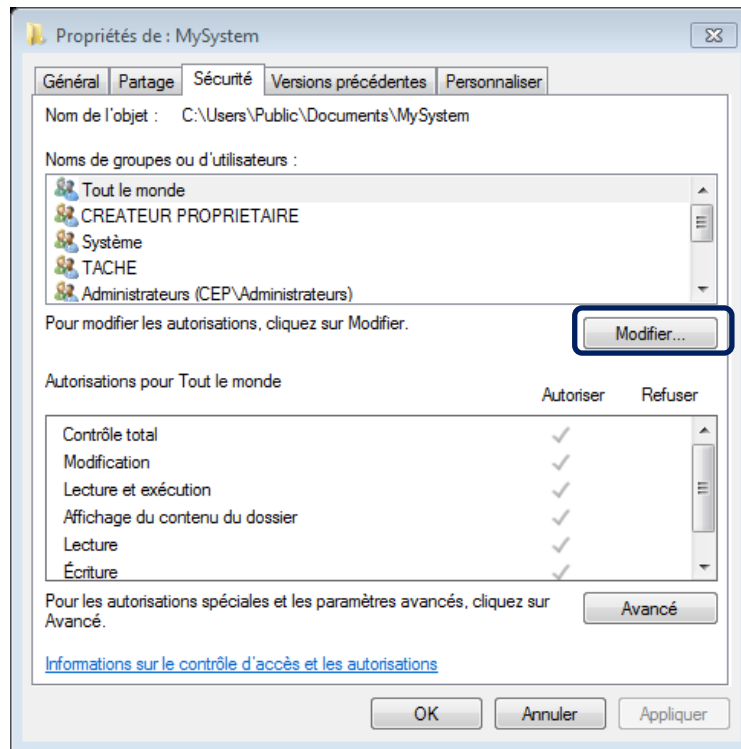 Propriétés de : MySystem
Général Partage Sécurité Versions précédentes Personnaliser
Nom de l'objet : C:\Users\Public\Documents\MySystem
Noms de groupes ou d'utilisateurs :
Tout le monde
CREATEUR PROPRIETAIRE
Système
TACHE
Administrateurs (CEP\Administrateurs)
Pour modifier les autorisations, cliquez sur Modifier.
Modifier...
Autorisations pour Tout le monde
Autoriser Refuser
Contrôle total
Modification
Lecture et exécution
Affichage du contenu du dossier
Lecture
Écriture
Pour les autorisations spéciales et les paramètres avancés, cliquez sur
Avancé.
Avancé
Informations sur le contrôle d'accès et les autorisations
OK Annuler Appliquer